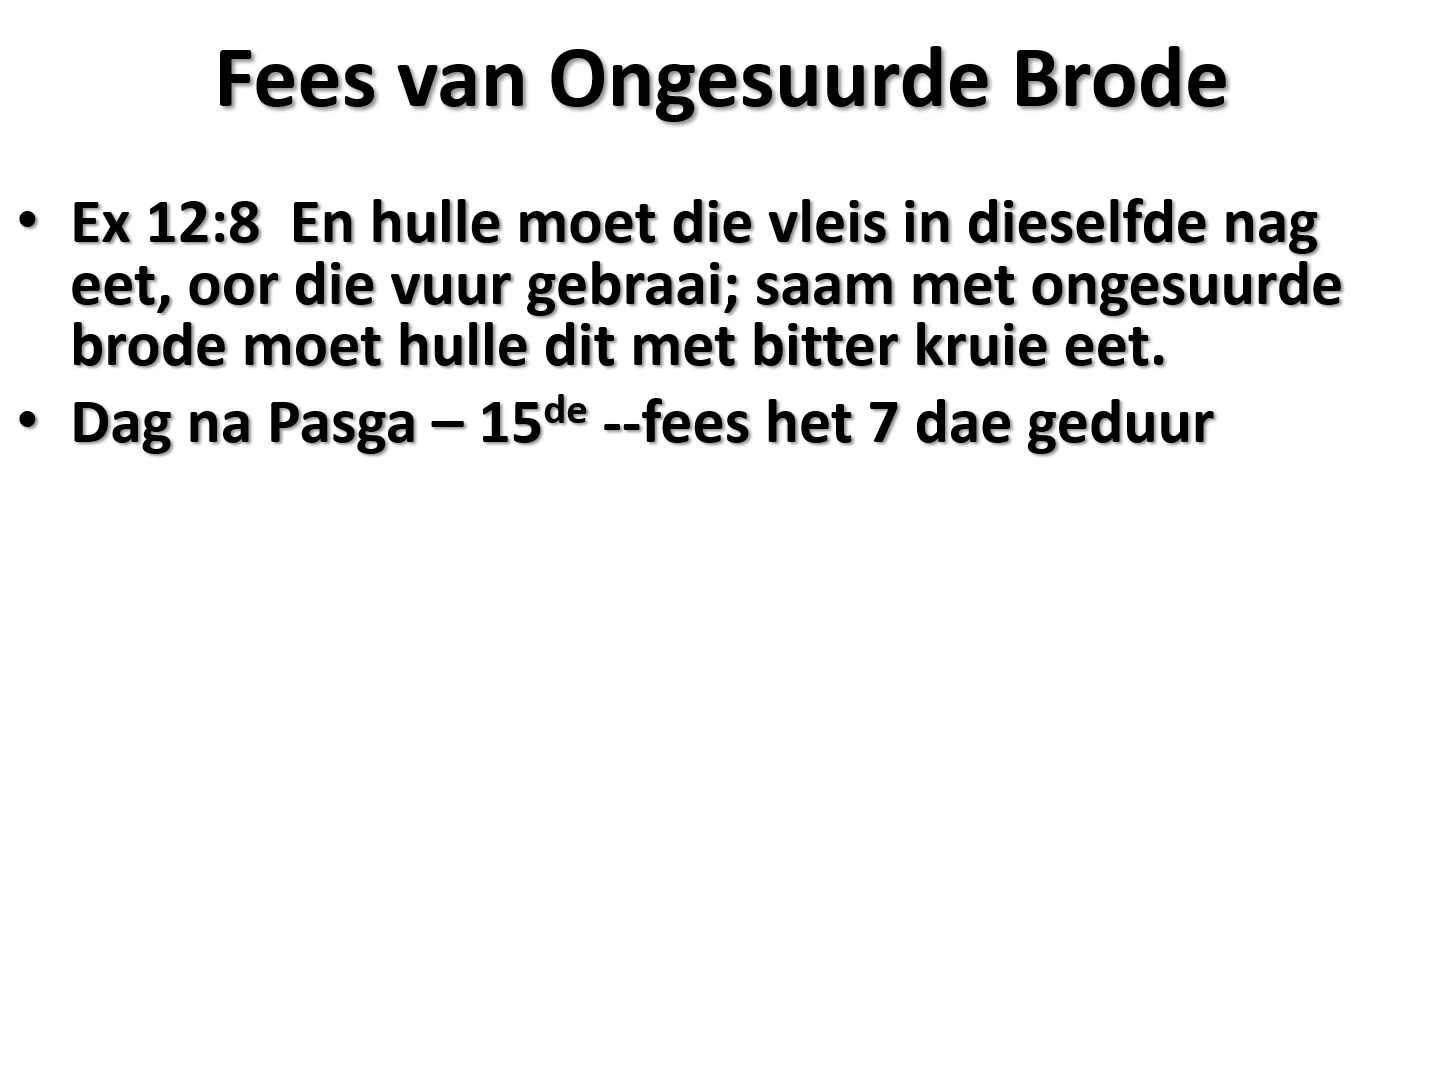 Fees van Ongesuurde Brode
• Ex 12:8  En hulle moet die vleis in dieselfde nag
eet, oor die vuur gebraai; saam met ongesuurde
brode moet hulle dit met bitter kruie eet.
• Dag na Pasga – 15de --fees het 7 dae geduur